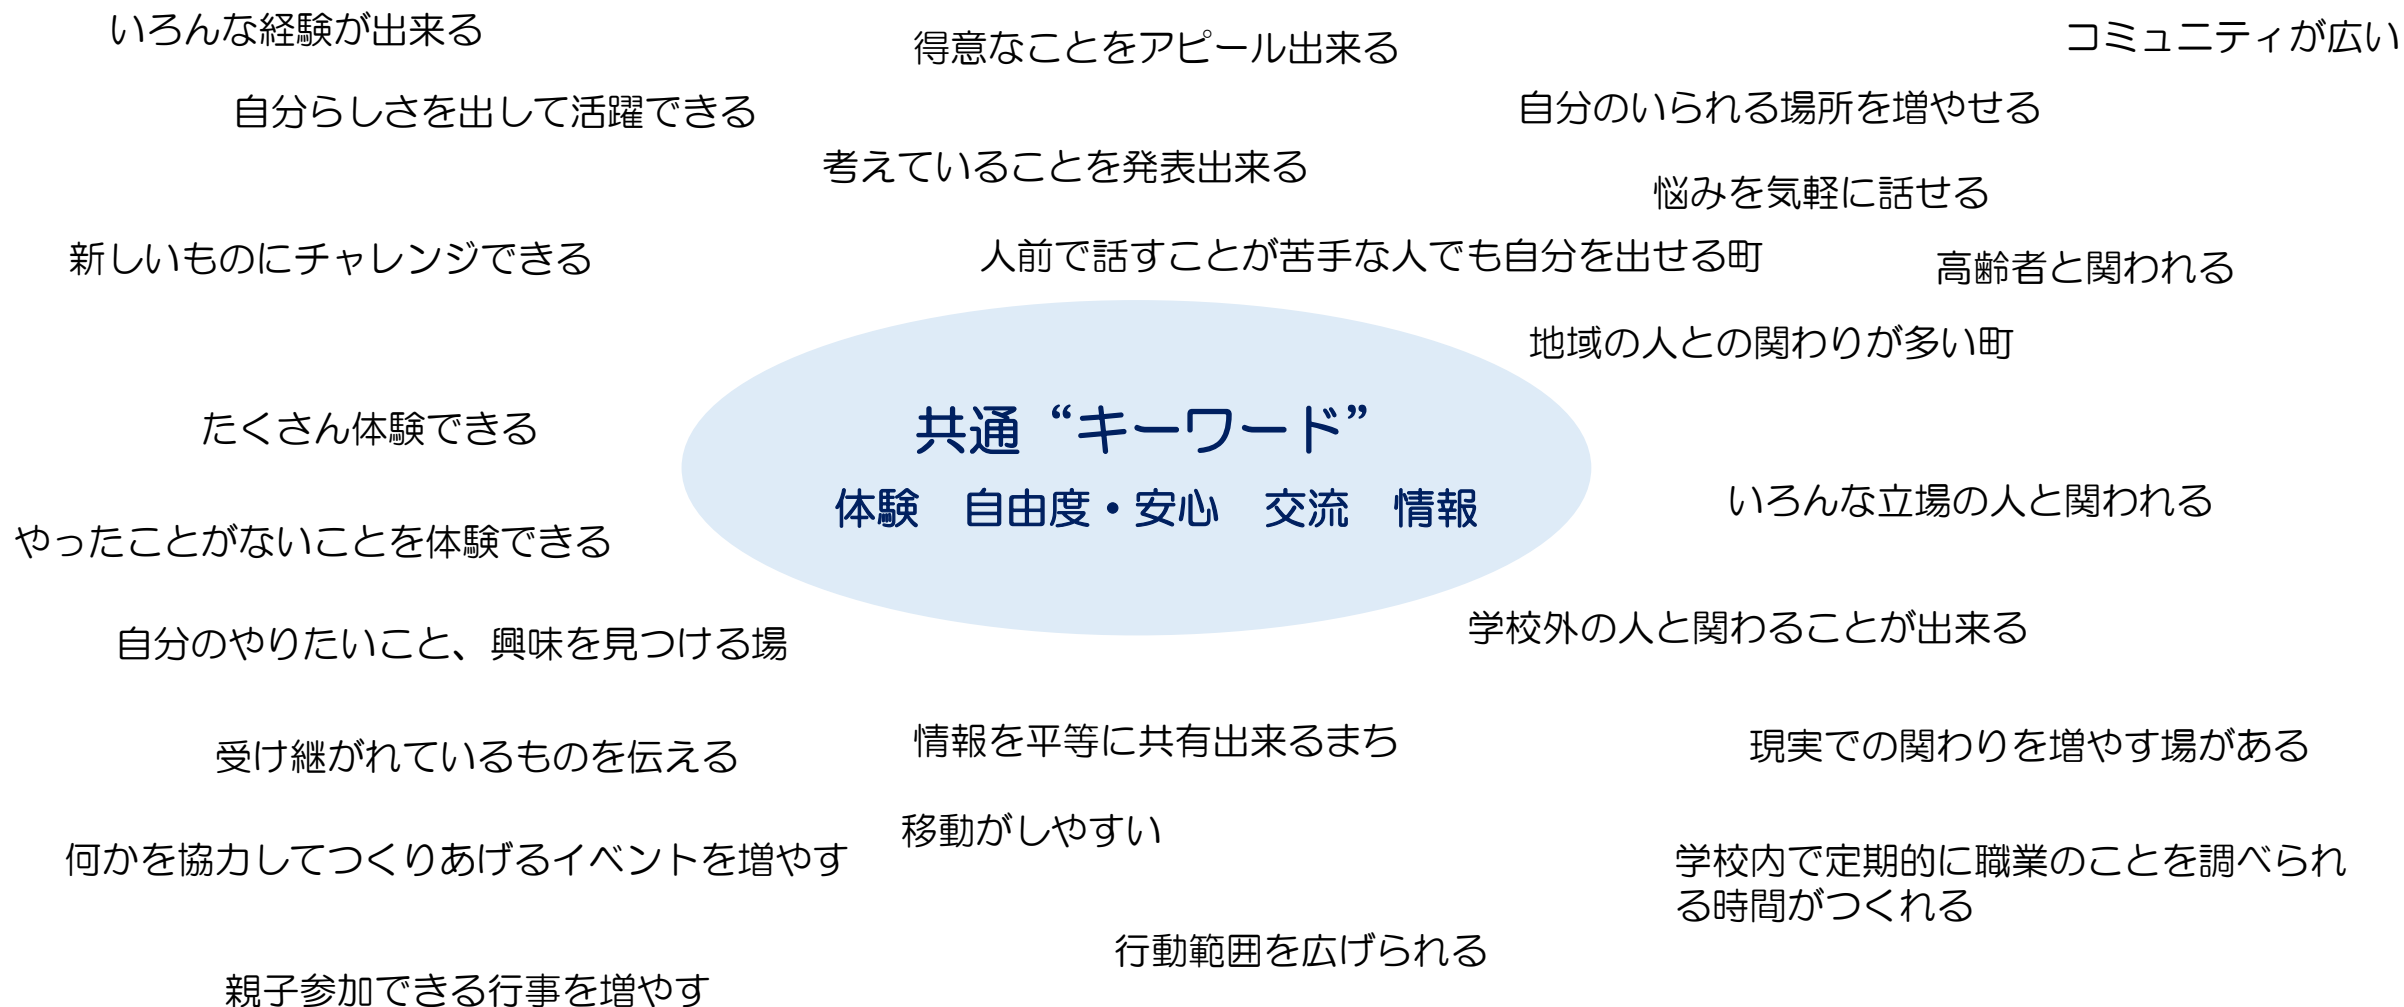 いろんな経験が出来る
得意なことをアピール出来る
コミュニティが広い
自分らしさを出して活躍できる
自分のいられる場所を増やせる
考えていることを発表出来る
悩みを気軽に話せる
新しいものにチャレンジできる
人前で話すことが苦手な人でも自分を出せる町
高齢者と関われる
地域の人との関わりが多い町
たくさん体験できる
共通“キーワード”
体験　自由度・安心　交流　情報
いろんな立場の人と関われる
やったことがないことを体験できる
自分のやりたいこと、興味を見つける場
学校外の人と関わることが出来る
受け継がれているものを伝える
情報を平等に共有出来るまち
現実での関わりを増やす場がある
何かを協力してつくりあげるイベントを増やす
移動がしやすい
学校内で定期的に職業のことを調べられ
る時間がつくれる
行動範囲を広げられる
親子参加できる行事を増やす